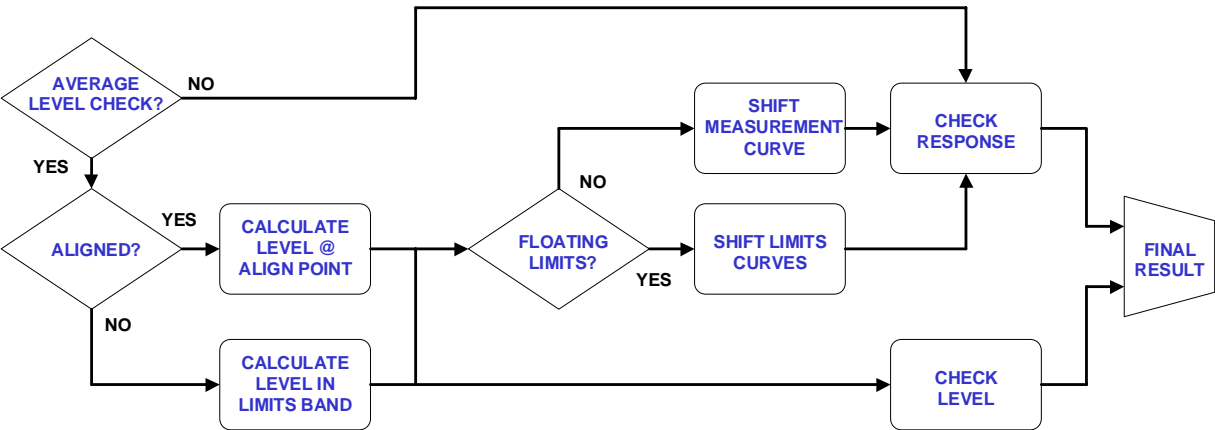 AVERAGE
LEVEL CHECK?
NO
YES
ALIGNED?
YES
NO
CALCULATE
LEVEL @
ALIGN POINT
CALCULATE
LEVEL IN
LIMITS BAND
FLOATING
LIMITS?
NO
YES
SHIFT
MEASUREMENT
CURVE
SHIFT LIMITS
CURVES
CHECK
RESPONSE
CHECK
LEVEL
FINAL
RESULT